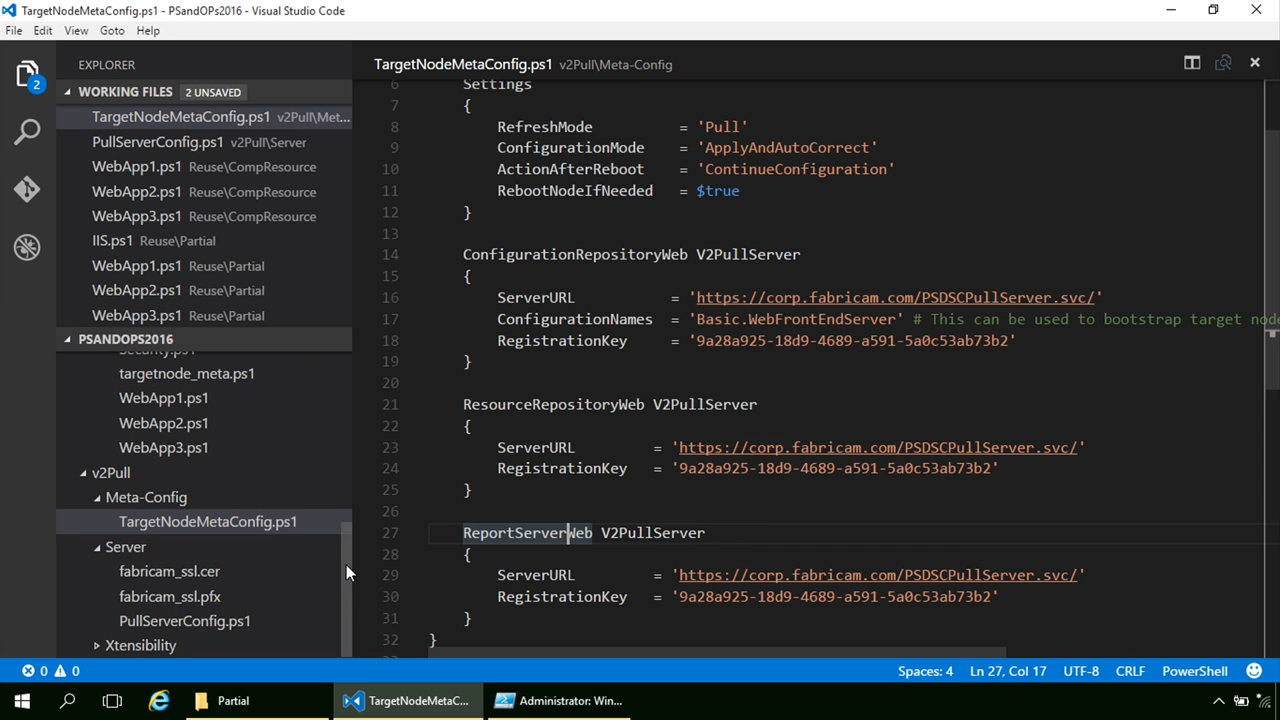 TargetNodeMetaConfig.ps1 - PSandOPs2016 - Visual Studio Code
File Edit View Goto Help
EXPLORER
WORKING FILES 2 UNSAVED
TargetNodeMetaConfig.ps1 v2Pull\Met...
PullServerConfig.ps1 v2Pull\Server
WebApp1.ps1 Reuse\CompResource
WebApp2.ps1 Reuse\CompResource
WebApp3.ps1 Reuse\CompResource
IIS.ps1 Reuse\Partial
WebApp1.ps1 Reuse\Partial
WebApp2.ps1 Reuse\Partial
WebApp3.ps1 Reuse\Partial
PSANDOPS2016
Security.ps1
targetnode_meta.ps1
WebApp1.ps1
WebApp2.ps1
WebApp3.ps1
v2Pull
Meta-Config
TargetNodeMetaConfig.ps1
Server
fabricam_ssl.cer
fabricam_ssl.pfx
PullServerConfig.ps1
Xtensibility
2
TargetNodeMetaConfig.ps1 v2Pull\Meta-Config
6 Settings
7 {
8 RefreshMode = 'Pull'
9 ConfigurationMode = 'ApplyAndAutoCorrect'
10 ActionAfterReboot = 'ContinueConfiguration'
11 RebootNodeIfNeeded = $true
12 }
13
14 ConfigurationRepositoryWeb V2PullServer
15 {
16 ServerURL = 'https://corp.fabricam.com/PSDSCPullServer.svc/'
17 ConfigurationNames = 'Basic.WebFrontEndServer' # This can be used to bootstrap target node
18 RegistrationKey = '9a28a925-18d9-4689-a591-5a0c53ab73b2'
19 }
20
21 ResourceRepositoryWeb V2PullServer
22 {
23 ServerURL = 'https://corp.fabricam.com/PSDSCPullServer.svc/'
24 RegistrationKey = '9a28a925-18d9-4689-a591-5a0c53ab73b2'
25 }
26
27 ReportServerWeb V2PullServer
28 {
29 ServerURL = 'https://corp.fabricam.com/PSDSCPullServer.svc/'
30 RegistrationKey = '9a28a925-18d9-4689-a591-5a0c53ab73b2'
31 }
32 }
0 0 Spaces: 4 Ln 27, Col 17 UTF-8 CRLF PowerShell
Partial TargetNodeMetaC... Administrator: Win...